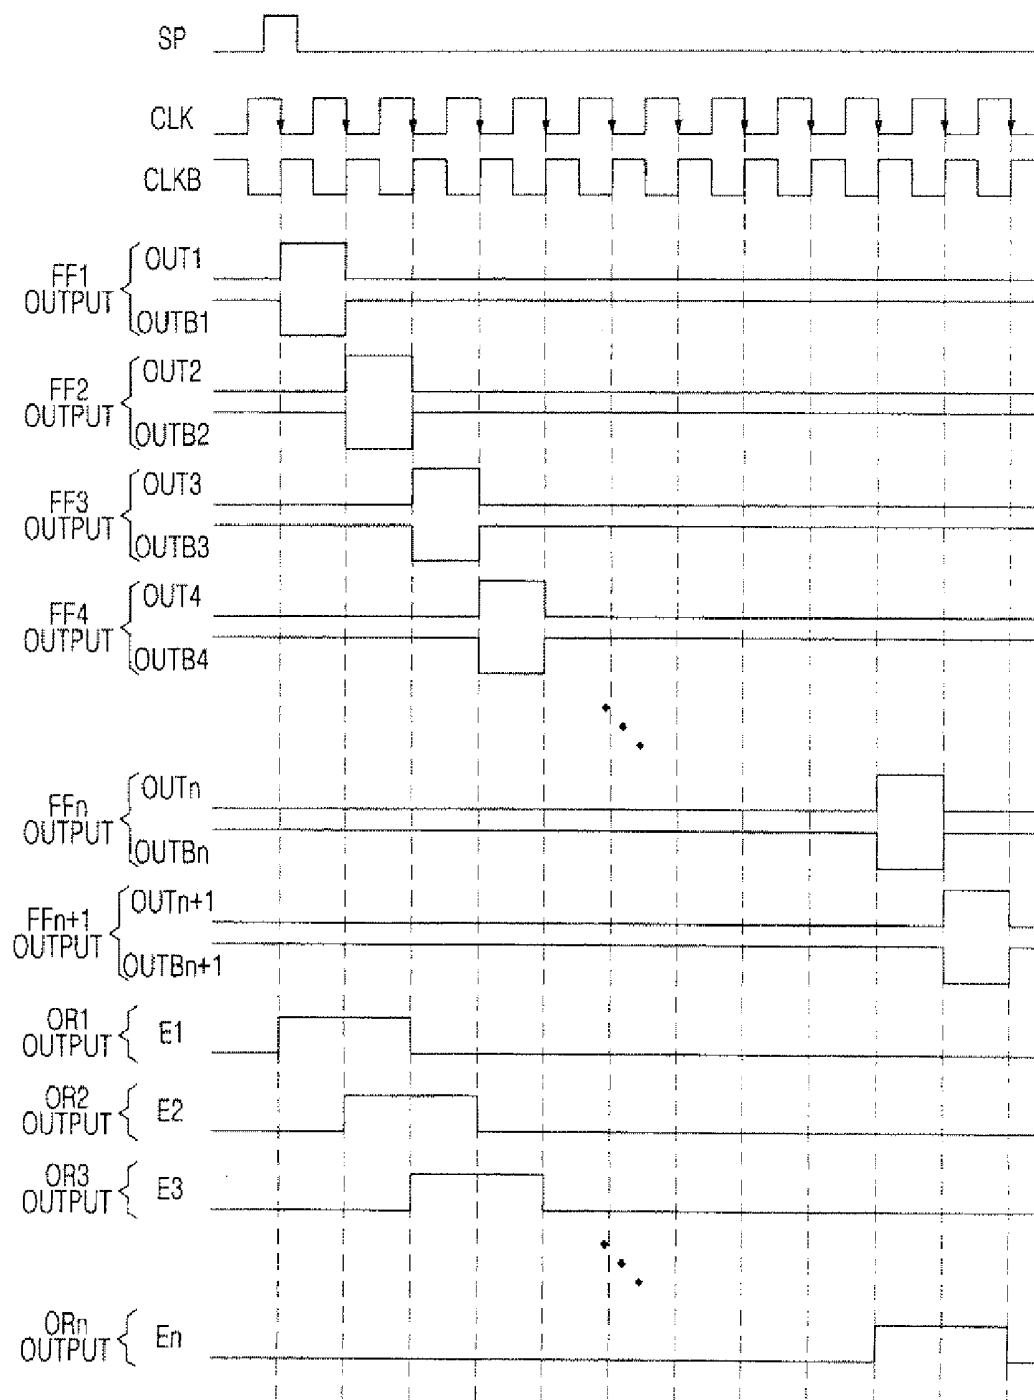 SP
CLK
CLKB
FF1
OUTPUT
OUT1
OUTB1
FF2
OUTPUT
OUT2
OUTB2
FF3
OUTPUT
OUT3
OUTB3
FF4
OUTPUT
OUT4
OUTB4
FFn
OUTPUT
OUTn
OUTBn
FFn+1
OUTPUT
OUTn+1
OUTBn+1
OR1
OUTPUT
E1
OR2
OUTPUT
E2
OR3
OUTPUT
E3
ORn
OUTPUT
En